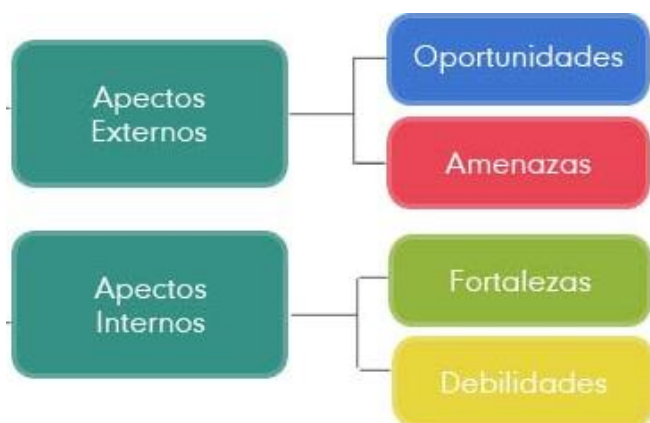 Apectos
Externos
Oportunidades
Amenazas
Apectos
Internos
Fortalezas
Debilidades